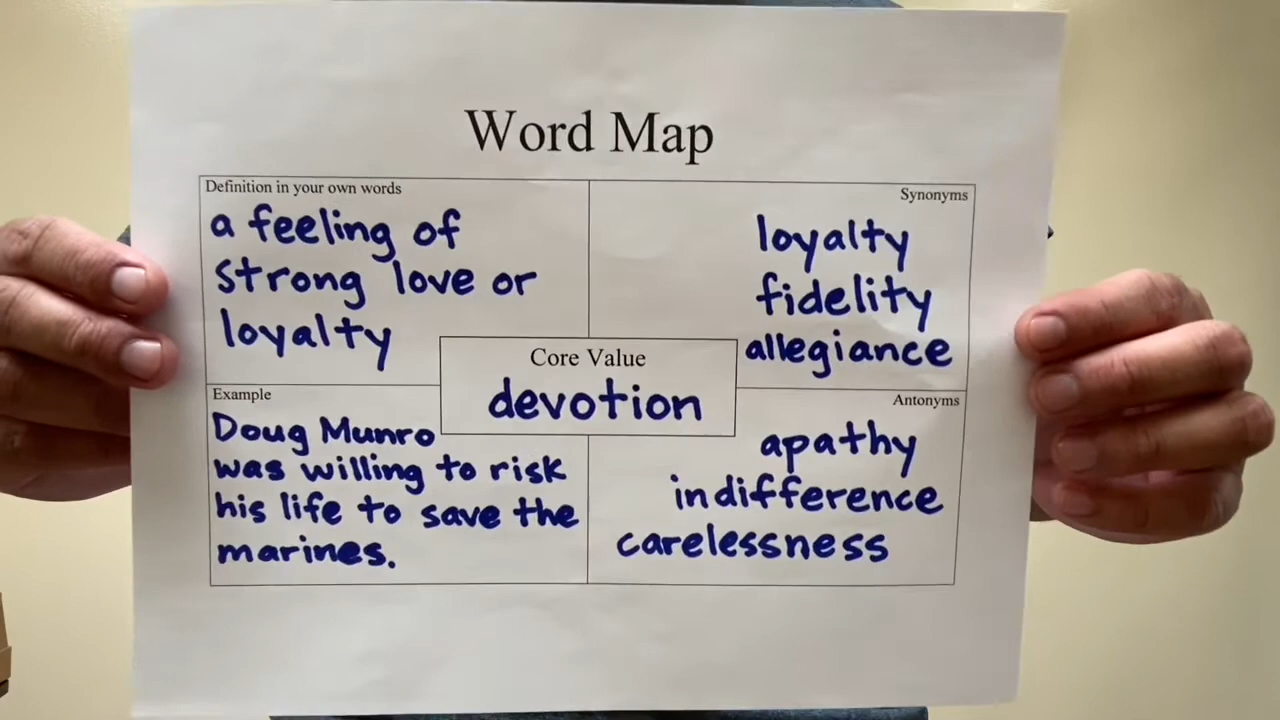 Word Map
Definition in your own words
a feeling of
strong love or
loyalty
Synonyms
loyalty
fidelity
allegiance
Core Value
devotion
Example
Doug Munro
was willing to risk
his life to save the
marines.
Antonyms
apathy
indifference
carelessness